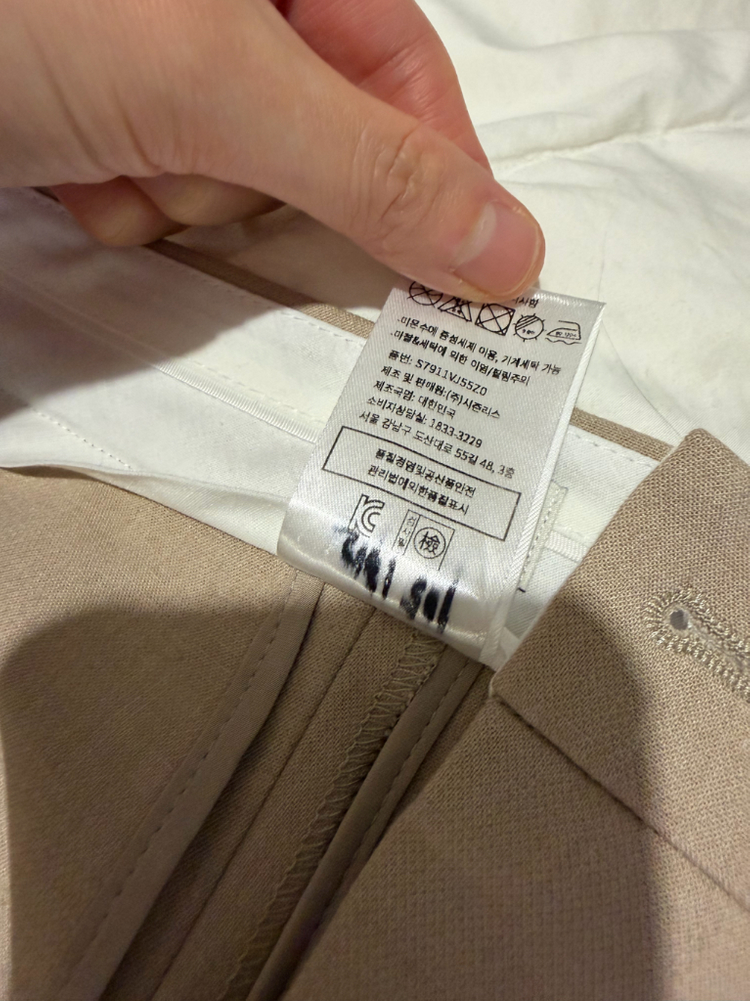 .미온수에 중성세제 이용, 기계세탁 가능
.마찰&세탁에 의한 이염/필링주의
품번: S7911VJ55Z0
제조 및 판매원:(주)시즌리스
제조국명: 대한민국
소비자상담실: 1833-3229
서울 강남구 도산대로 55길 48, 3층
품질경영및공산품안전
관리법에의한품질표시
검사필
檢